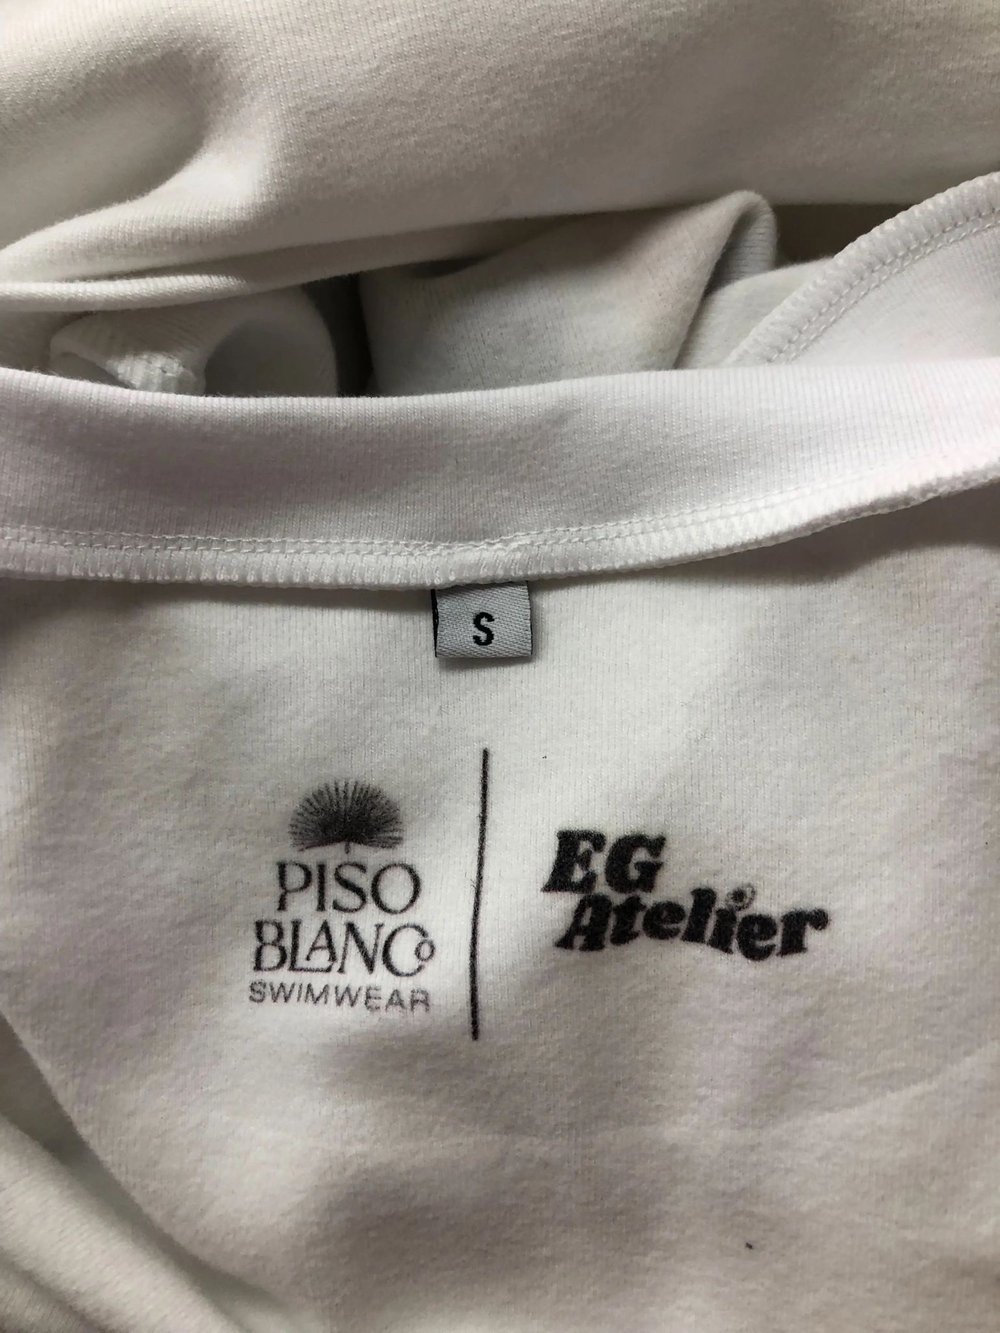 S
PISO
BLANCO
SWIMWEAR
EG
Atelier